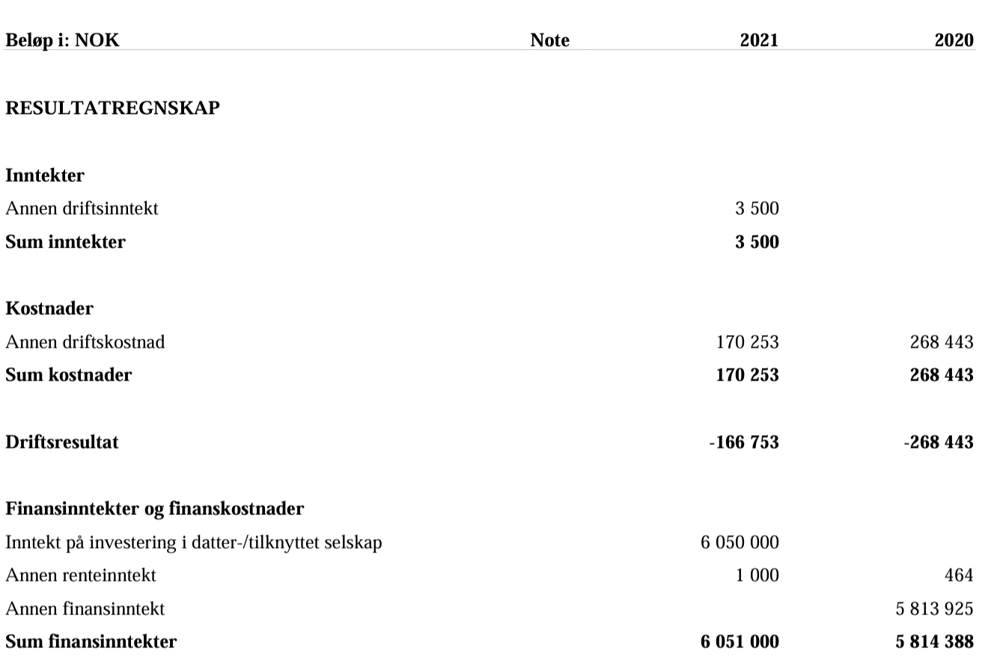 Beløp i: NOK Note 2021 2020
RESULTATREGNSKAP
Inntekter
Annen driftsinntekt 3 500
Sum inntekter 3 500
Kostnader
Annen driftskostnad 170 253 268 443
Sum kostnader 170 253 268 443
Driftsresultat -166 753 -268 443
Finansinntekter og finanskostnader
Inntekt på investering i datter-/tilknyttet selskap 6 050 000
Annen renteinntekt 1 000 464
Annen finansinntekt 5 813 925
Sum finansinntekter 6 051 000 5 814 388